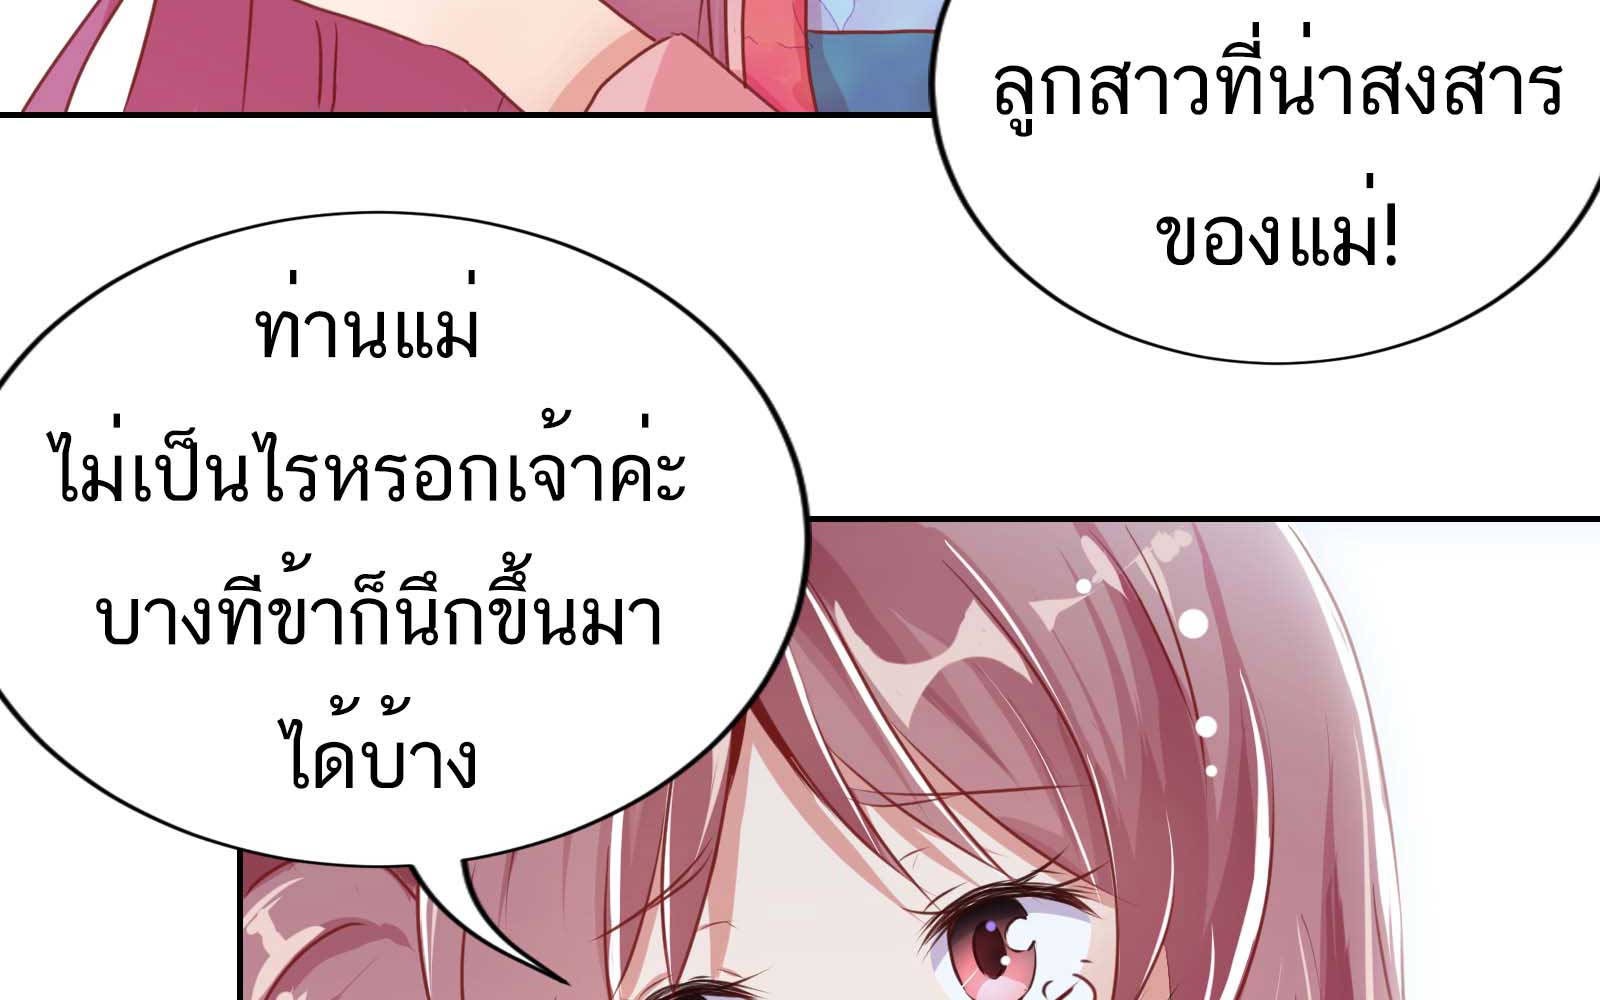 ลูกสาวที่น่าสงสาร
ของแม่!
ท่านแม่
ไม่เป็นไรหรอกเจ้าค่ะ
บางทีข้าก็นึกขึ้นมา
ได้บ้าง